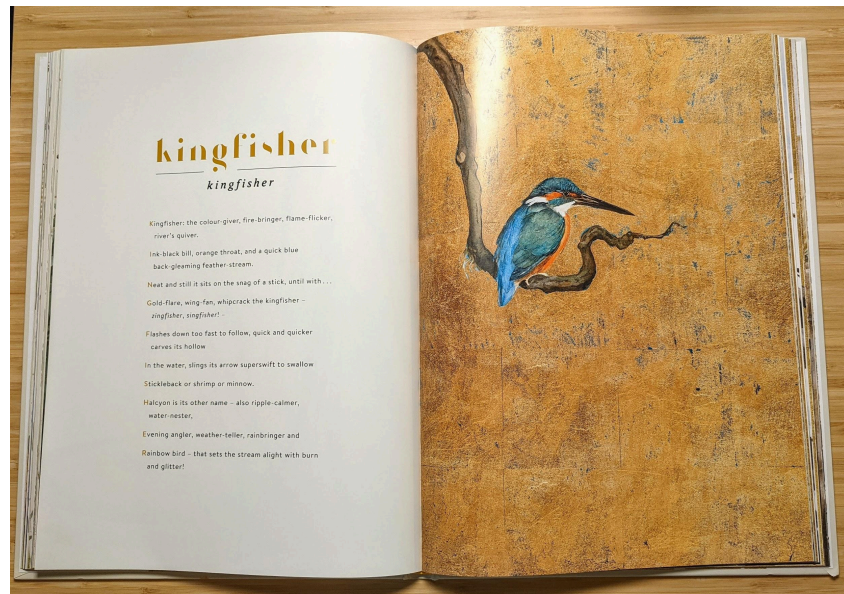 kingfisher
kingfisher
Kingfisher: the colour-giver, fire-bringer, flame-flicker,
river's quiver.
Ink-black bill, orange throat, and a quick blue
back-gleaming feather-stream.
Neat and still it sits on the snag of a stick, until with . . .
Gold-flare, wing-fan, whipcrack the kingfisher –
zingfisher, singfisher! –
Flashes down too fast to follow, quick and quicker
carves its hollow
In the water, slings its arrow superswift to swallow
Stickleback or shrimp or minnow.
Halcyon is its other name – also ripple-calmer,
water-nester,
Evening angler, weather-teller, rainbringer and
Rainbow bird – that sets the stream alight with burn
and glitter!